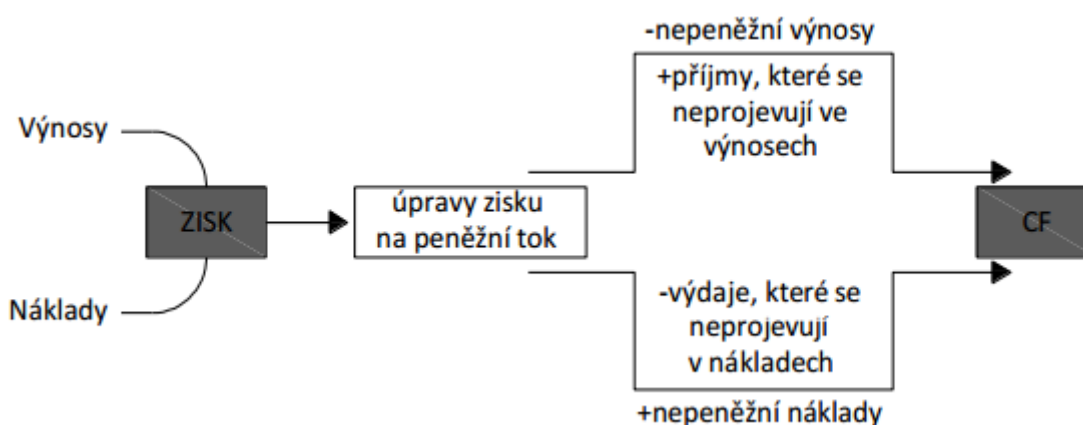 -nepeněžní výnosy
+příjmy, které se
neprojevují ve
výnosech
Výnosy
ZISK
úpravy zisku
na peněžní tok
CF
Náklady
-výdaje, které se
neprojevují
v nákladech
+nepeněžní náklady